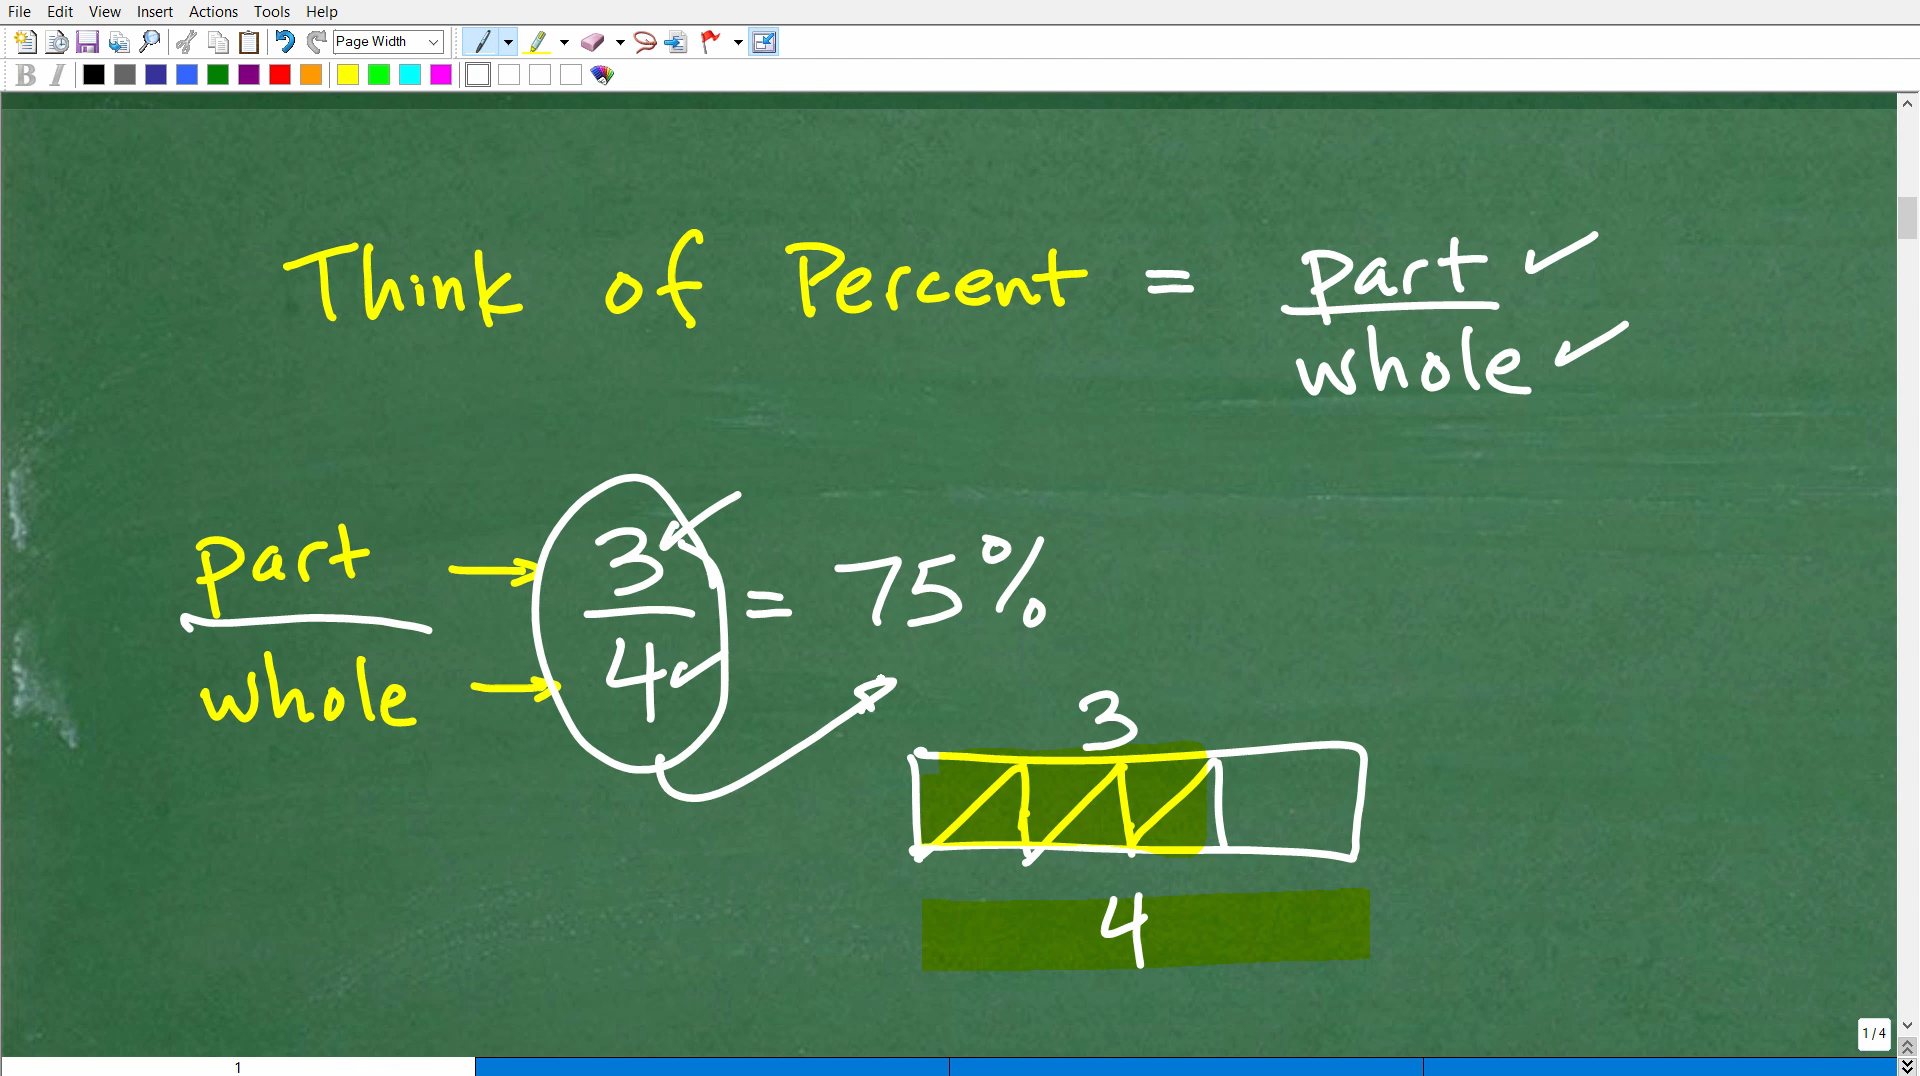 File Edit View Insert Actions Tools Help
Page Width
B I
Think of Percent = part
whole
part 3 = 75%
whole 4
3
4
1 / 4
1